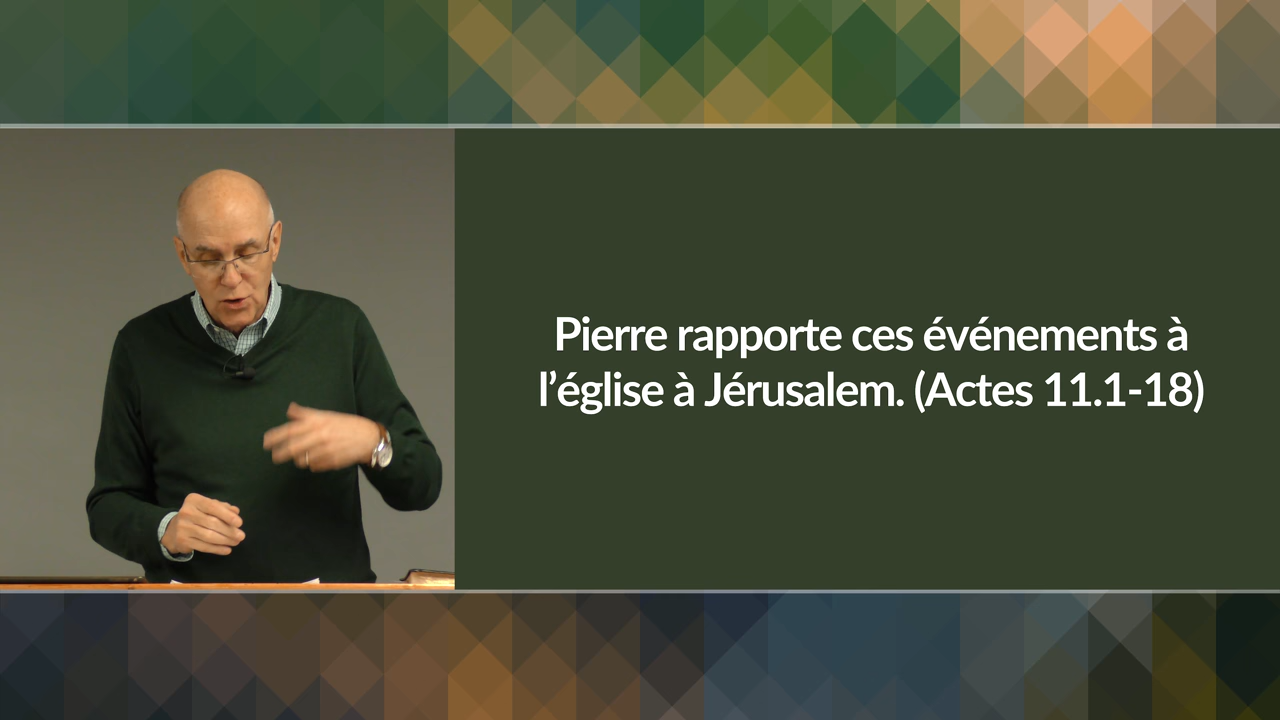 Pierre rapporte ces événements à
l’église à Jérusalem. (Actes 11.1-18)